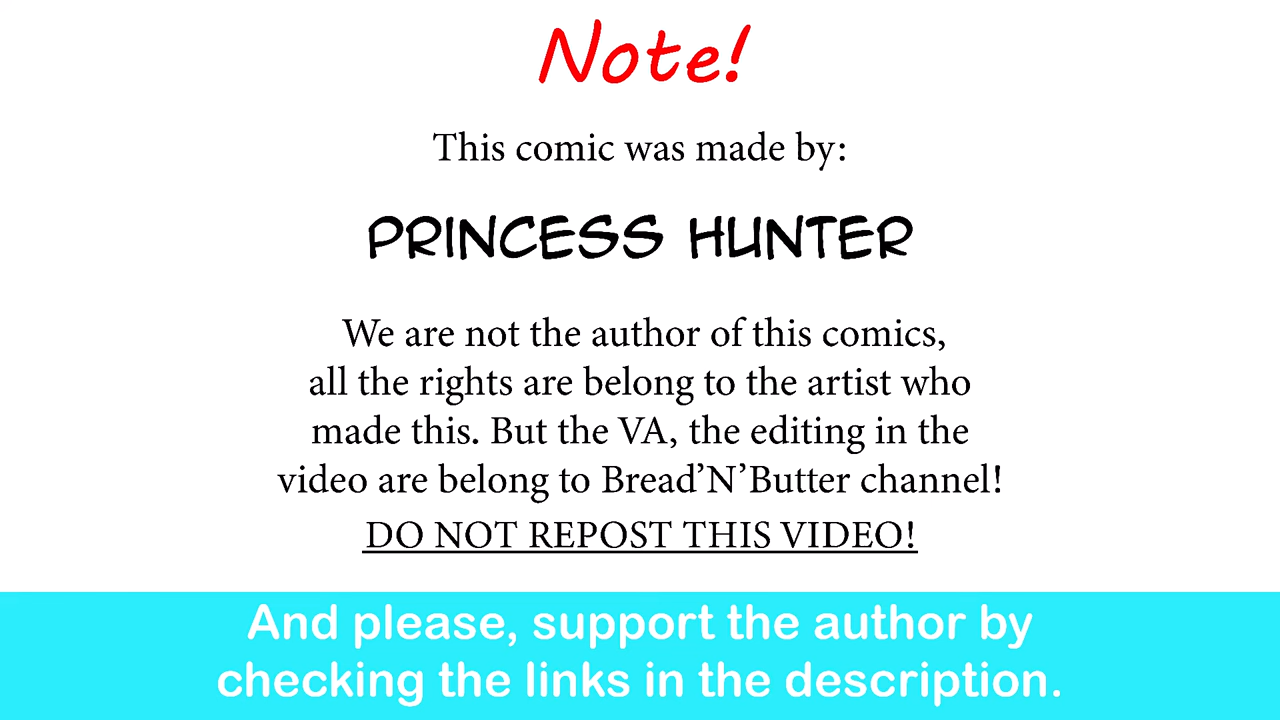 Note!
This comic was made by:
PRINCESS HUNTER
We are not the author of this comics,
all the rights are belong to the artist who
made this. But the VA, the editing in the
video are belong to Bread’N’Butter channel!
DO NOT REPOST THIS VIDEO!
And please, support the author by
checking the links in the description.